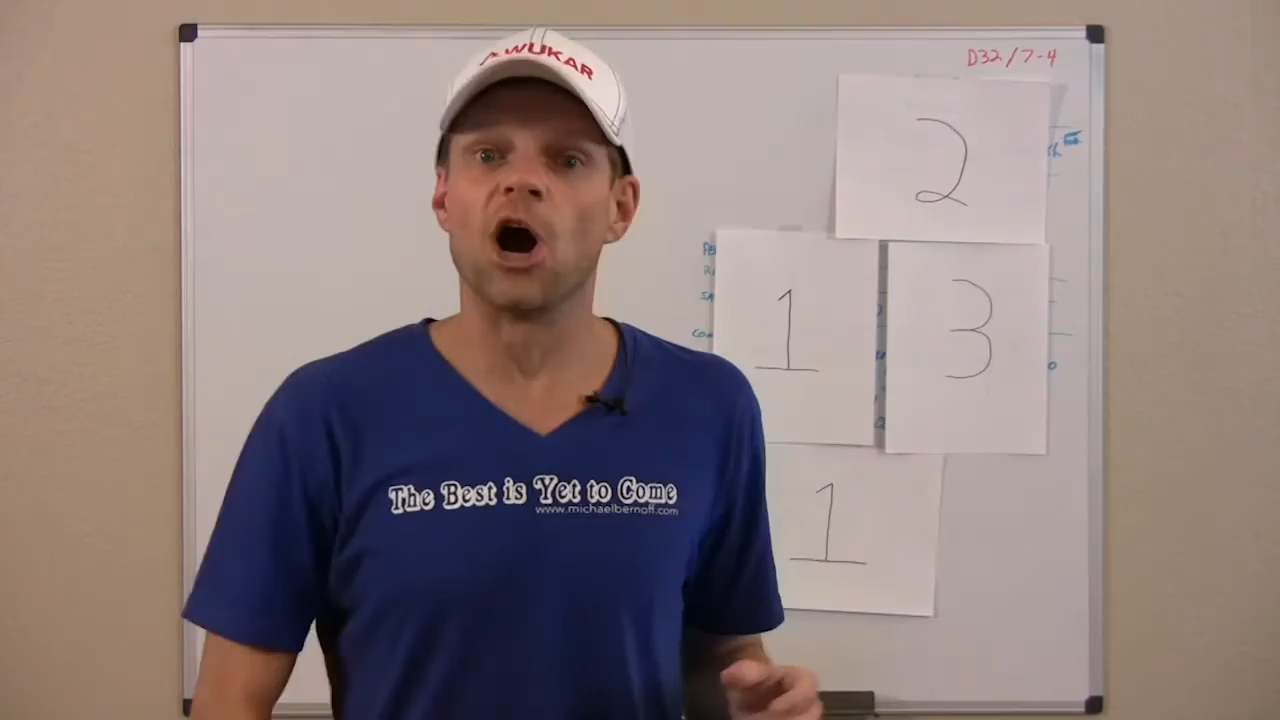 AWUKAR
D32/7-4
2
1
3
1
The Best is Yet to Come
www.michaelbernoff.com